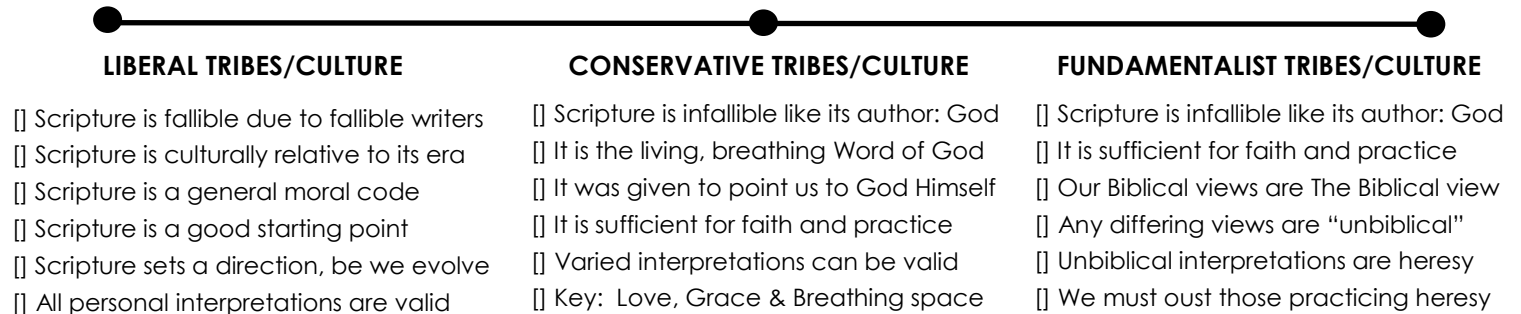 LIBERAL TRIBES/CULTURE
[] Scripture is fallible due to fallible writers
[] Scripture is culturally relative to its era
[] Scripture is a general moral code
[] Scripture is a good starting point
[] Scripture sets a direction, be we evolve
[] All personal interpretations are valid
CONSERVATIVE TRIBES/CULTURE
[] Scripture is infallible like its author: God
[] It is the living, breathing Word of God
[] It was given to point us to God Himself
[] It is sufficient for faith and practice
[] Varied interpretations can be valid
[] Key: Love, Grace & Breathing space
FUNDAMENTALIST TRIBES/CULTURE
[] Scripture is infallible like its author: God
[] It is sufficient for faith and practice
[] Our Biblical views are The Biblical view
[] Any differing views are “unbiblical”
[] Unbiblical interpretations are heresy
[] We must oust those practicing heresy